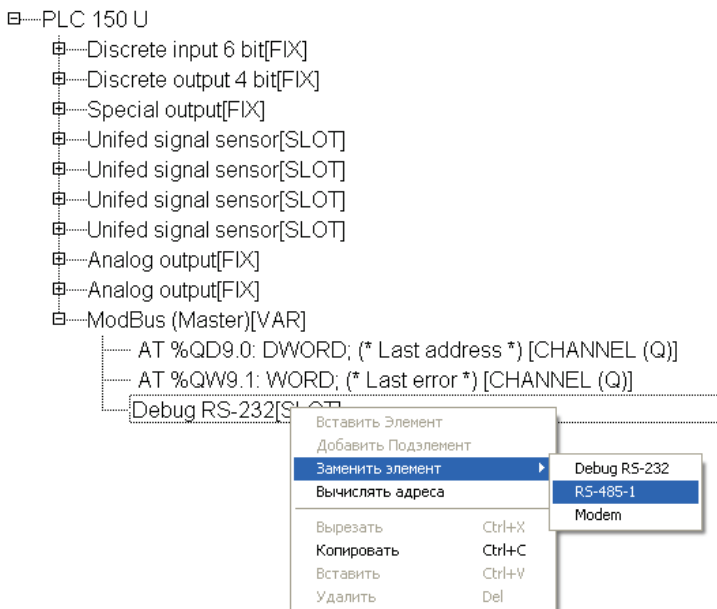 PLC 150 U
Discrete input 6 bit[FIX]
Discrete output 4 bit[FIX]
Special output[FIX]
Unifed signal sensor[SLOT]
Unifed signal sensor[SLOT]
Unifed signal sensor[SLOT]
Unifed signal sensor[SLOT]
Analog output[FIX]
Analog output[FIX]
ModBus (Master)[VAR]
AT %QD9.0: DWORD; (* Last address *) [CHANNEL (Q)]
AT %QW9.1: WORD; (* Last error *) [CHANNEL (Q)]
Debug RS-232[SLOT]
Вставить Элемент
Добавить Подэлемент
Заменить элемент
Debug RS-232
Вычислять адреса
RS-485-1
Modem
Вырезать Ctrl+X
Копировать Ctrl+C
Вставить Ctrl+V
Удалить Del